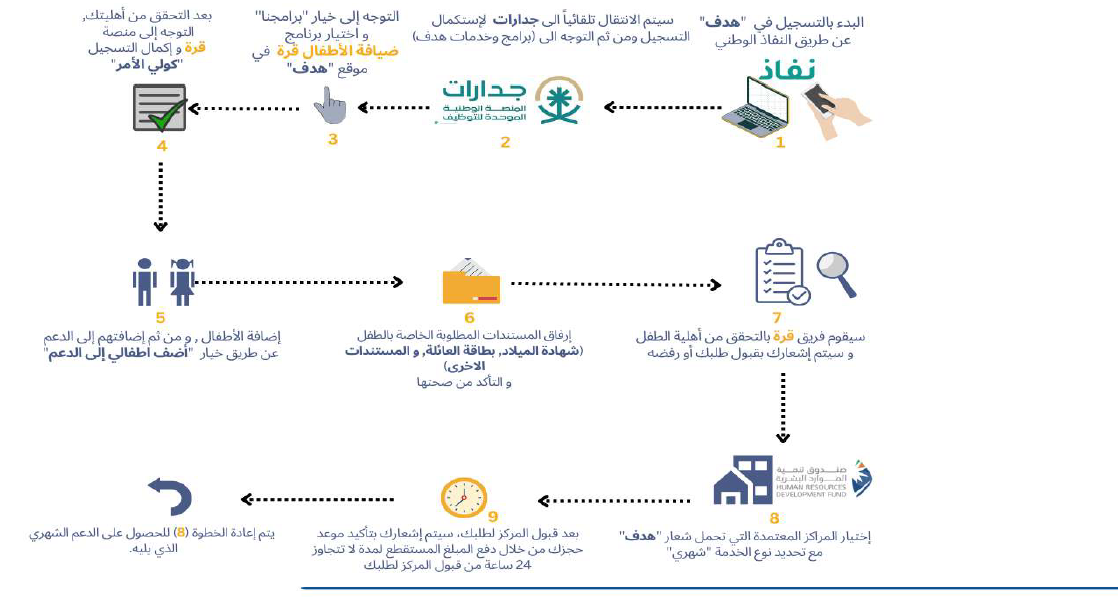 البدء بالتسجيل في "هدف"
عن طريق النفاذ الوطني
نفاذ
1
سيتم الانتقال تلقائياً الى جدارات لإستكمال
التسجيل ومن ثم التوجه الى (برامج وخدمات هدف)
جدارات
المنصة الوطنية
الموحدة للتوظيف
2
التوجه إلى خيار "برامجنا"
و اختيار برنامج
ضيافة الأطفال قرة في
موقع "هدف"
3
بعد التحقق من أهليتك,
التوجه إلى منصة
قرة و إكمال التسجيل
"كولي الأمر"
4
5
إضافة الأطفال , و من ثم إضافتهم إلى الدعم
عن طريق خيار "أضف اطفالي إلى الدعم"
6
إرفاق المستندات المطلوبة الخاصة بالطفل
(شهادة الميلاد, بطاقة العائلة, و المستندات
الاخرى)
و التأكد من صحتها
7
سيقوم فريق قرة بالتحقق من أهلية الطفل
و سيتم إشعارك بقبول طلبك أو رفضه
صندوق تنمية
الموارد البشرية
HUMAN RESOURCES
DEVELOPMENT FUND
8
إختيار المراكز المعتمدة التي تحمل شعار "هدف"
مع تحديد نوع الخدمة "شهري"
9
بعد قبول المركز لطلبك، سيتم إشعارك بتأكيد موعد
حجزك من خلال دفع المبلغ المستقطع لمدة لا تتجاوز
24 ساعة من قبول المركز لطلبك
يتم إعادة الخطوة (8) للحصول على الدعم الشهري
الذي يليه.